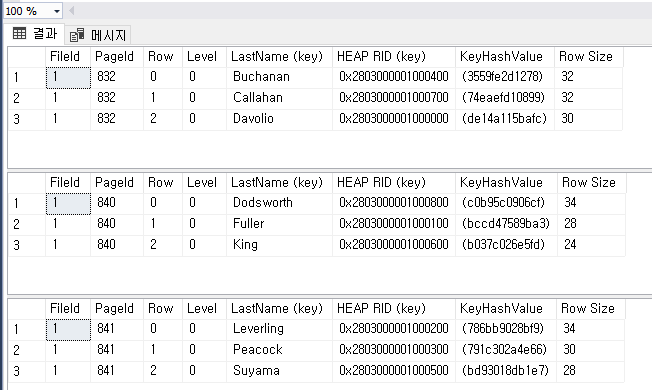 100 %
결과 메시지
FileId PageId Row Level LastName (key) HEAP RID (key) KeyHashValue Row Size
1 1 832 0 0 Buchanan 0x2803000001000400 (3559fe2d1278) 32
2 1 832 1 0 Callahan 0x2803000001000700 (74eaefd10899) 32
3 1 832 2 0 Davolio 0x2803000001000000 (de14a115bafc) 30
FileId PageId Row Level LastName (key) HEAP RID (key) KeyHashValue Row Size
1 1 840 0 0 Dodsworth 0x2803000001000800 (c0b95c0906cf) 34
2 1 840 1 0 Fuller 0x2803000001000100 (bccd47589ba3) 28
3 1 840 2 0 King 0x2803000001000600 (b037c026e5fd) 24
FileId PageId Row Level LastName (key) HEAP RID (key) KeyHashValue Row Size
1 1 841 0 0 Leverling 0x2803000001000200 (786bb9028bf9) 34
2 1 841 1 0 Peacock 0x2803000001000300 (791c302a4e66) 30
3 1 841 2 0 Suyama 0x2803000001000500 (bd93018db1e7) 28